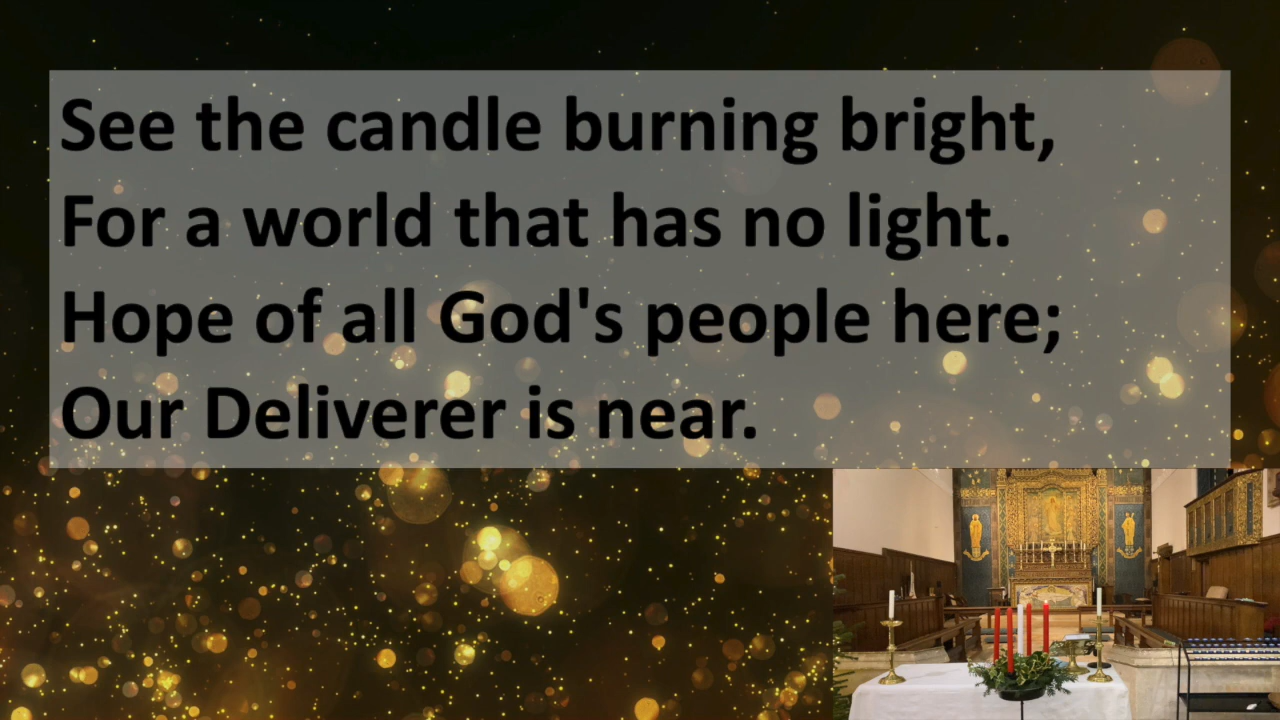 See the candle burning bright,
For a world that has no light.
Hope of all God's people here;
Our Deliverer is near.